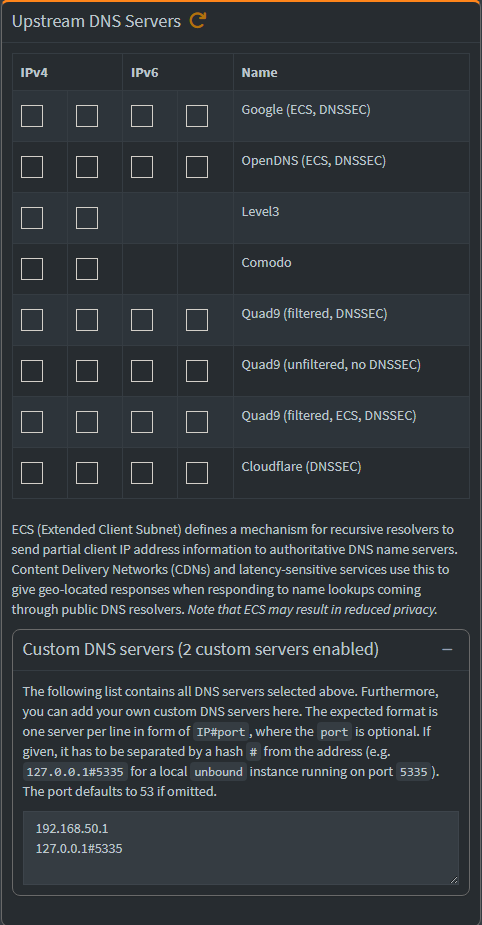 Upstream DNS Servers
IPv4 IPv6 Name
Google (ECS, DNSSEC)
OpenDNS (ECS, DNSSEC)
Level3
Comodo
Quad9 (filtered, DNSSEC)
Quad9 (unfiltered, no DNSSEC)
Quad9 (filtered, ECS, DNSSEC)
Cloudflare (DNSSEC)
ECS (Extended Client Subnet) defines a mechanism for recursive resolvers to
send partial client IP address information to authoritative DNS name servers.
Content Delivery Networks (CDNs) and latency-sensitive services use this to
give geo-located responses when responding to name lookups coming
through public DNS resolvers. Note that ECS may result in reduced privacy.
Custom DNS servers (2 custom servers enabled)
The following list contains all DNS servers selected above. Furthermore,
you can add your own custom DNS servers here. The expected format is
one server per line in form of IP#port, where the port is optional. If
given, it has to be separated by a hash # from the address (e.g.
127.0.0.1#5335 for a local unbound instance running on port 5335).
The port defaults to 53 if omitted.
192.168.50.1
127.0.0.1#5335